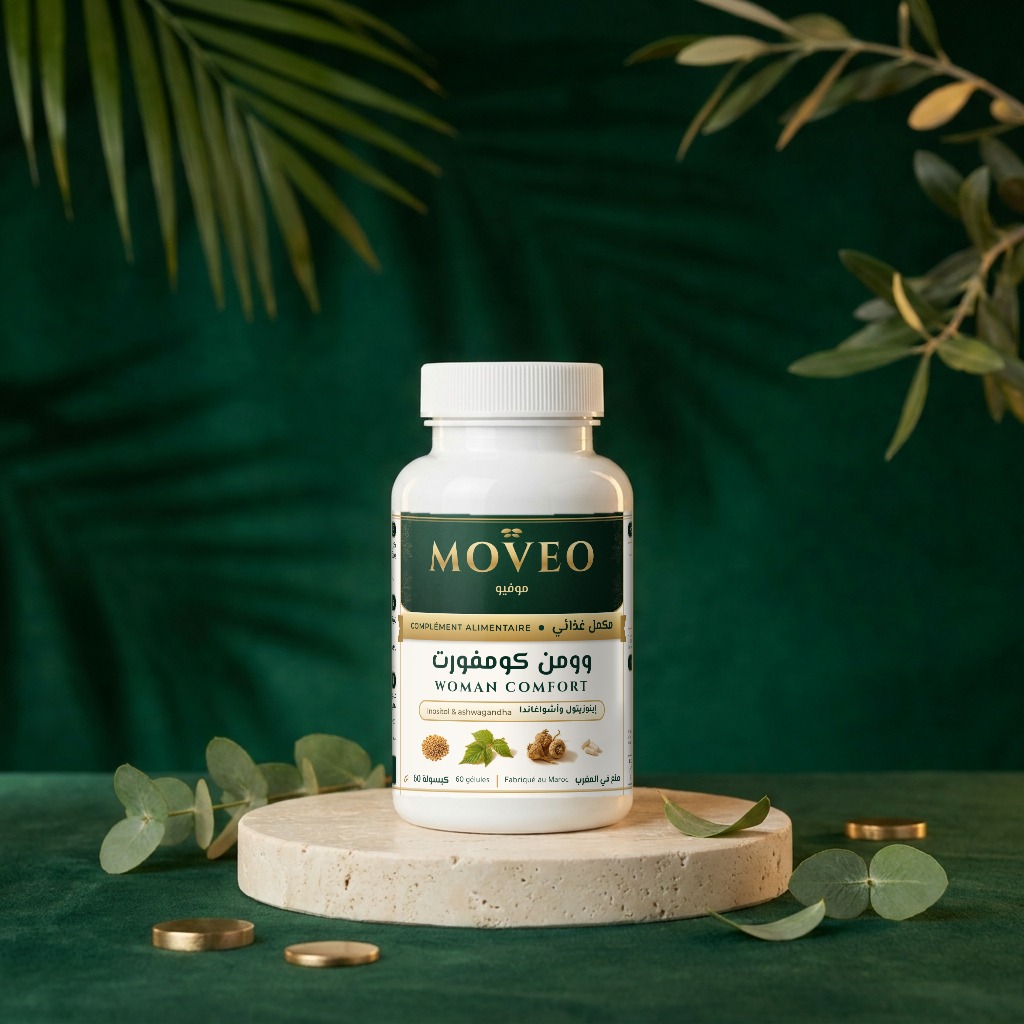 MOVEO
موفيو
COMPLÉMENT ALIMENTAIRE • مكمل غذائي
وومن كومفورت
WOMAN COMFORT
Inositol & ashwagandha إينوزيتول وأشواغاندا
60 كبسولة 60 gélules | Fabriqué au Maroc صنع في المغرب